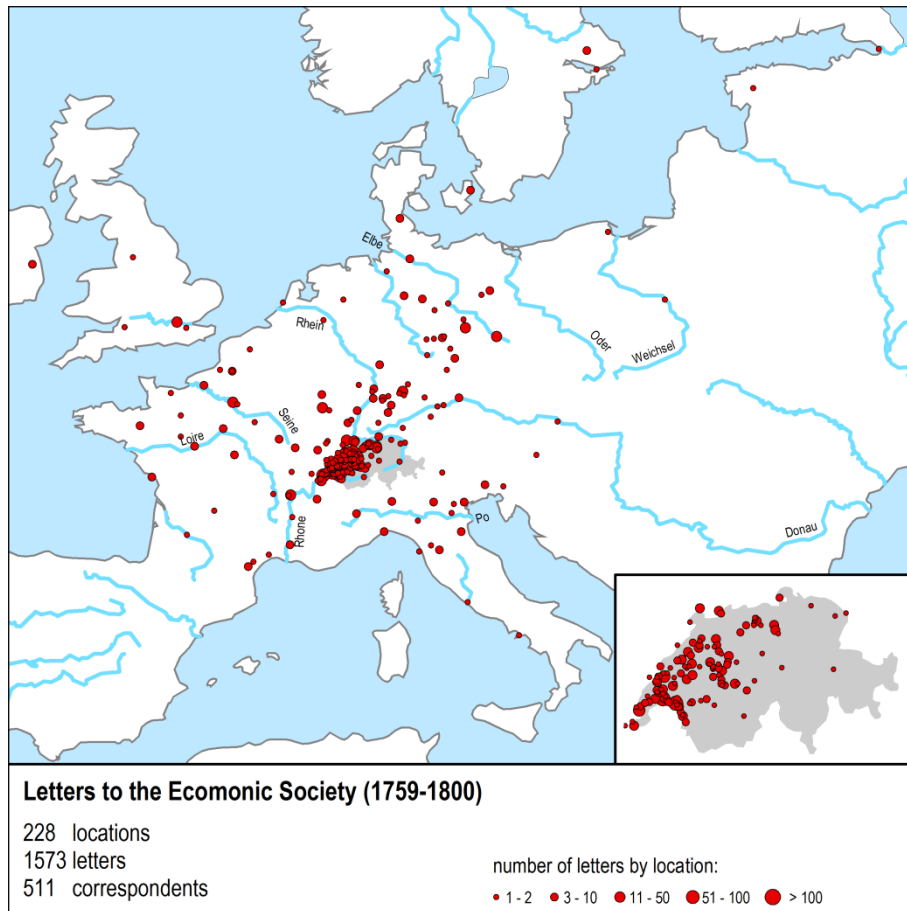 Elbe
Rhein
Oder
Weichsel
Seine
Loire
Rhone
Po
Donau
Letters to the Ecomonic Society (1759-1800)
228 locations
1573 letters
511 correspondents
number of letters by location:
1 - 2 3 - 10 11 - 50 51 - 100 > 100